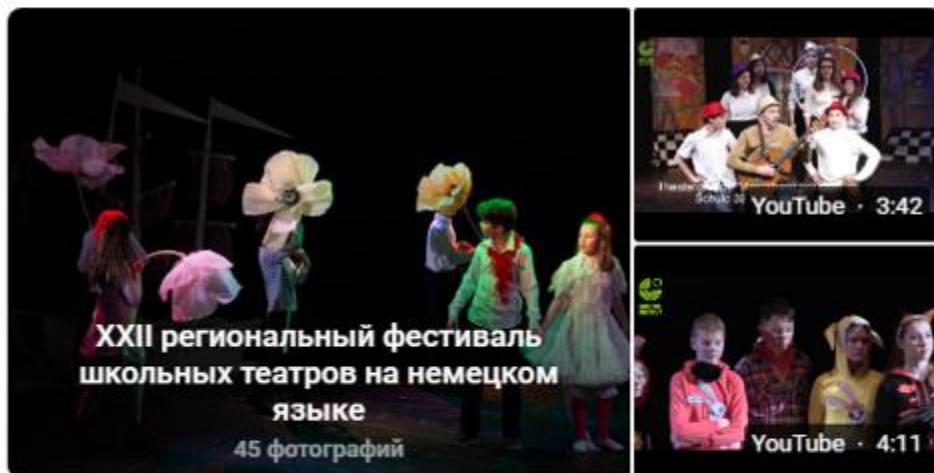 XXII региональный фестиваль
школьных театров на немецком
языке
45 фотографий
YouTube · 3:42
YouTube · 4:11